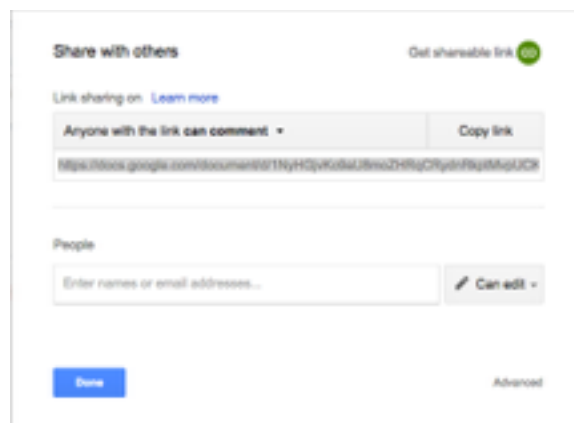 Share with others
Get shareable link
Link sharing on Learn more
Anyone with the link can comment
Copy link
People
Enter names or email addresses...
Can edit
Done
Advanced